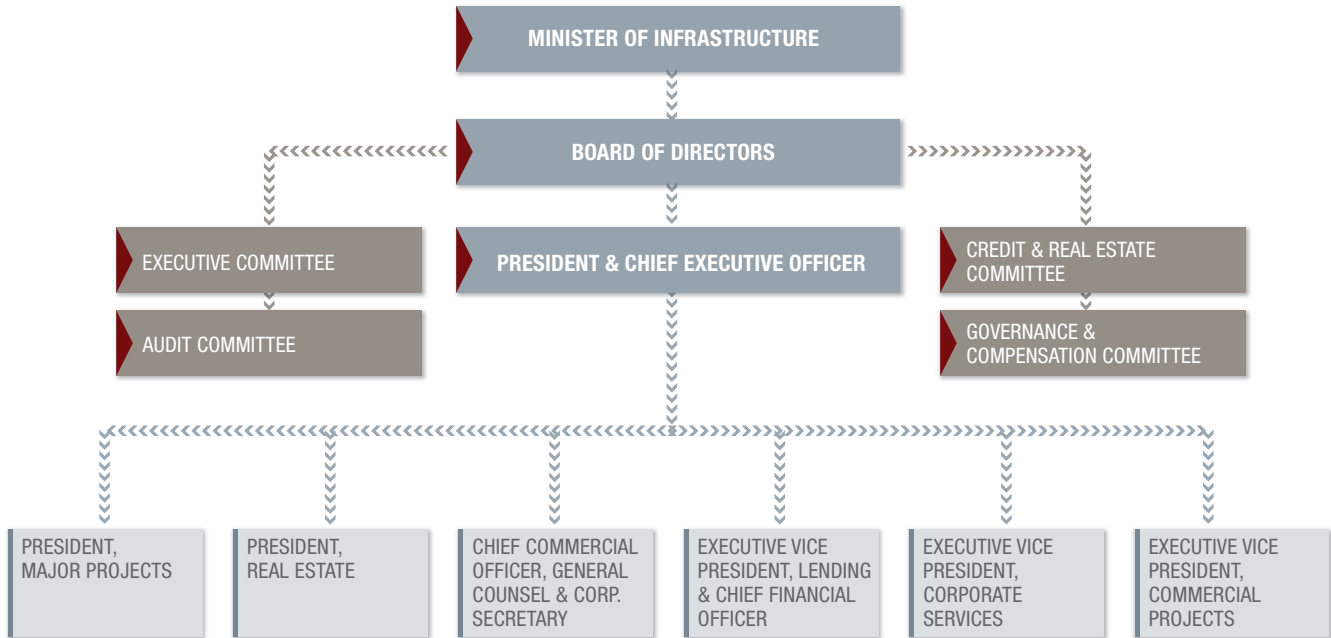 MINISTER OF INFRASTRUCTURE
BOARD OF DIRECTORS
EXECUTIVE COMMITTEE
AUDIT COMMITTEE
PRESIDENT & CHIEF EXECUTIVE OFFICER
CREDIT & REAL ESTATE
COMMITTEE
GOVERNANCE &
COMPENSATION COMMITTEE
PRESIDENT,
MAJOR PROJECTS
PRESIDENT,
REAL ESTATE
CHIEF COMMERCIAL
OFFICER, GENERAL
COUNSEL & CORP.
SECRETARY
EXECUTIVE VICE
PRESIDENT, LENDING
& CHIEF FINANCIAL
OFFICER
EXECUTIVE VICE
PRESIDENT,
CORPORATE
SERVICES
EXECUTIVE VICE
PRESIDENT,
COMMERCIAL
PROJECTS